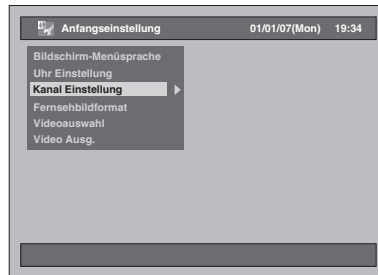 Anfangseinstellung 01/01/07(Mon) 19:34
Bildschirm-Menüsprache
Uhr Einstellung
Kanal Einstellung
Fernsehbildformat
Videoauswahl
Video Ausg.